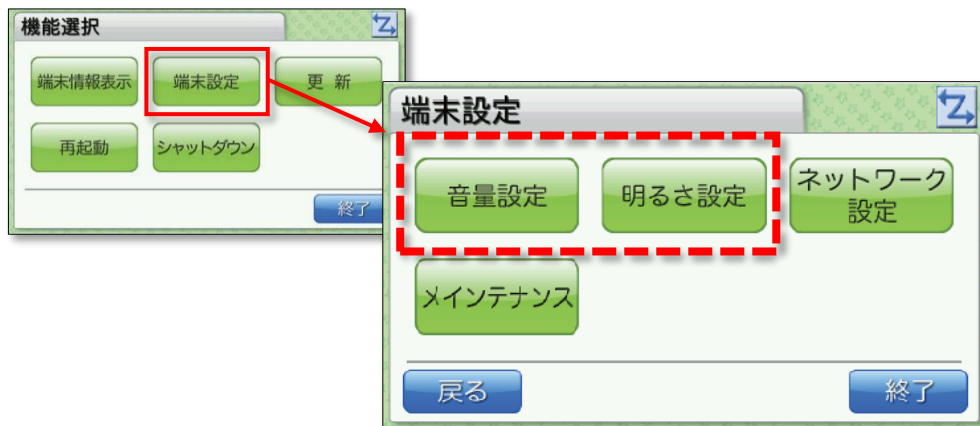 機能選択
端末情報表示
端末設定
更 新
再起動
シャットダウン
終了
端末設定
音量設定
明るさ設定
ネットワーク
設定
メインテナンス
戻る
終了